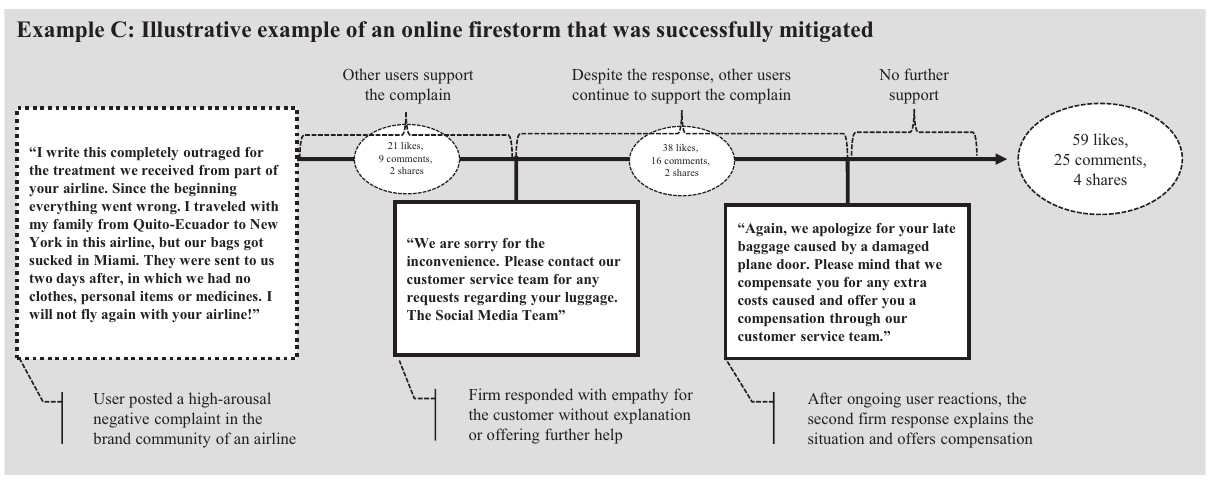 Example C: Illustrative example of an online firestorm that was successfully mitigated
Other users support
the complain
Despite the response, other users
continue to support the complain
No further
support
“I write this completely outraged for
the treatment we received from part of
your airline. Since the beginning
everything went wrong. I traveled with
my family from Quito-Ecuador to New
York in this airline, but our bags got
sucked in Miami. They were sent to us
two days after, in which we had no
clothes, personal items or medicines. I
will not fly again with your airline!”
21 likes,
9 comments,
2 shares
38 likes,
16 comments,
2 shares
59 likes,
25 comments,
4 shares
“We are sorry for the
inconvenience. Please contact our
customer service team for any
requests regarding your luggage.
The Social Media Team”
“Again, we apologize for your late
baggage caused by a damaged
plane door. Please mind that we
compensate you for any extra
costs caused and offer you a
compensation through our
customer service team.”
User posted a high-arousal
negative complaint in the
brand community of an airline
Firm responded with empathy for
the customer without explanation
or offering further help
After ongoing user reactions, the
second firm response explains the
situation and offers compensation